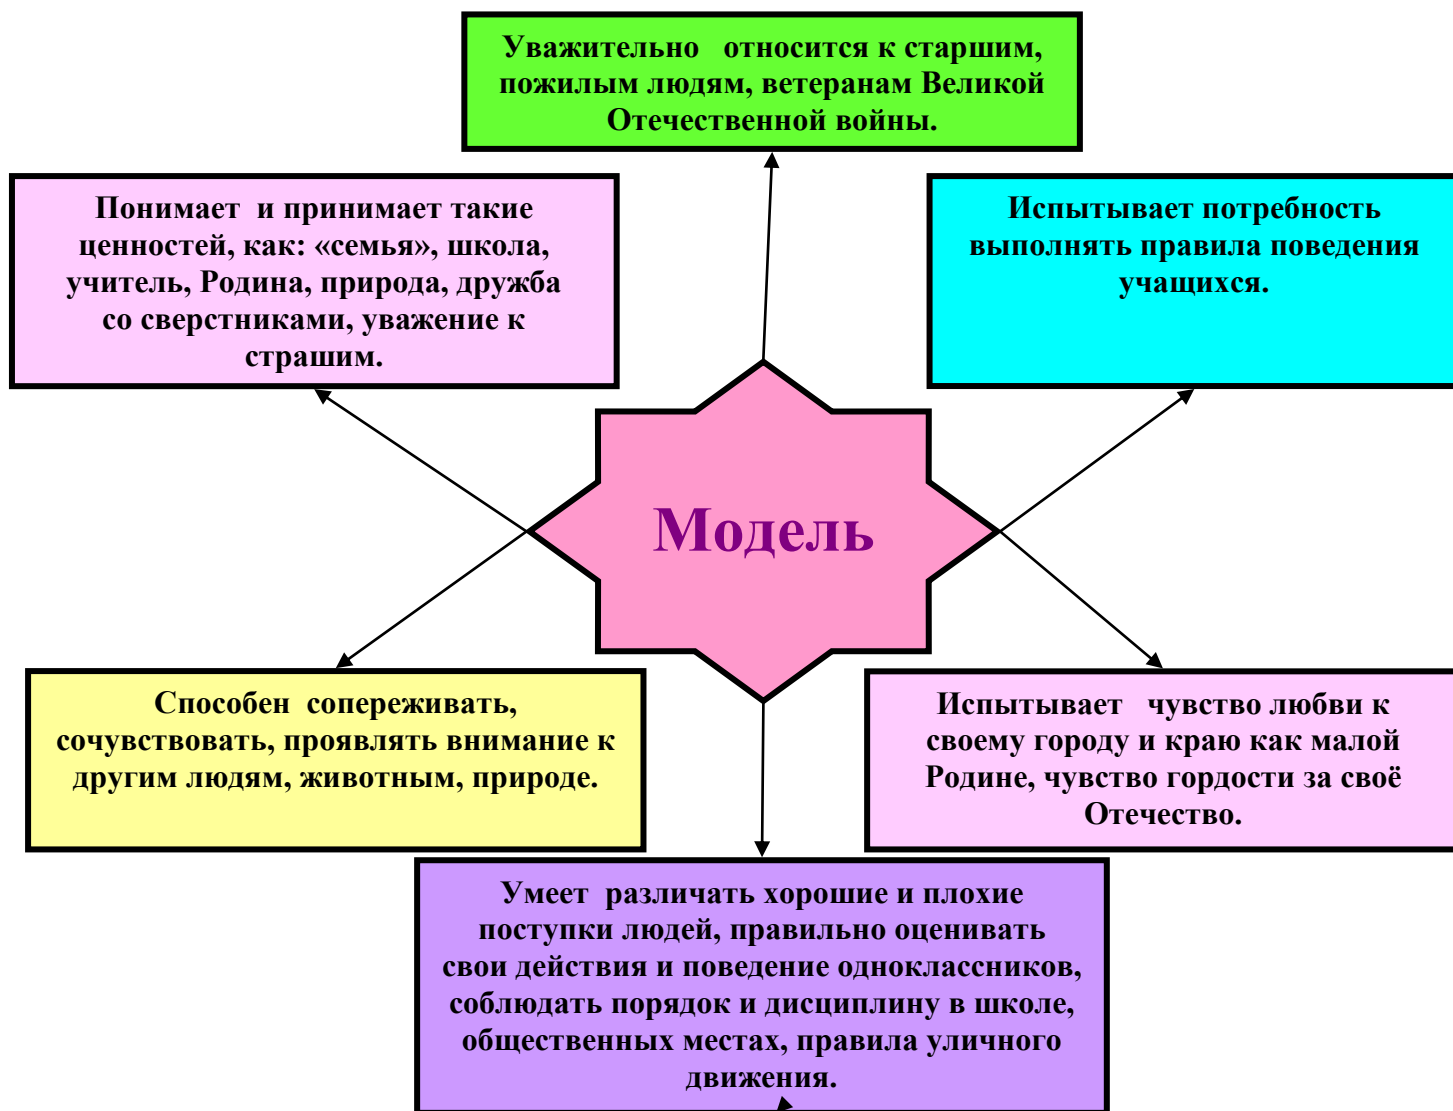 Уважительно относится к старшим,
пожилым людям, ветеранам Великой
Отечественной войны.
Понимает и принимает такие
ценностей, как: «семья», школа,
учитель, Родина, природа, дружба
со сверстниками, уважение к
страшим.
Испытывает потребность
выполнять правила поведения
учащихся.
Модель
Способен сопереживать,
сочувствовать, проявлять внимание к
другим людям, животным, природе.
Испытывает чувство любви к
своему городу и краю как малой
Родине, чувство гордости за своё
Отечество.
Умеет различать хорошие и плохие
поступки людей, правильно оценивать
свои действия и поведение одноклассников,
соблюдать порядок и дисциплину в школе,
общественных местах, правила уличного
движения.